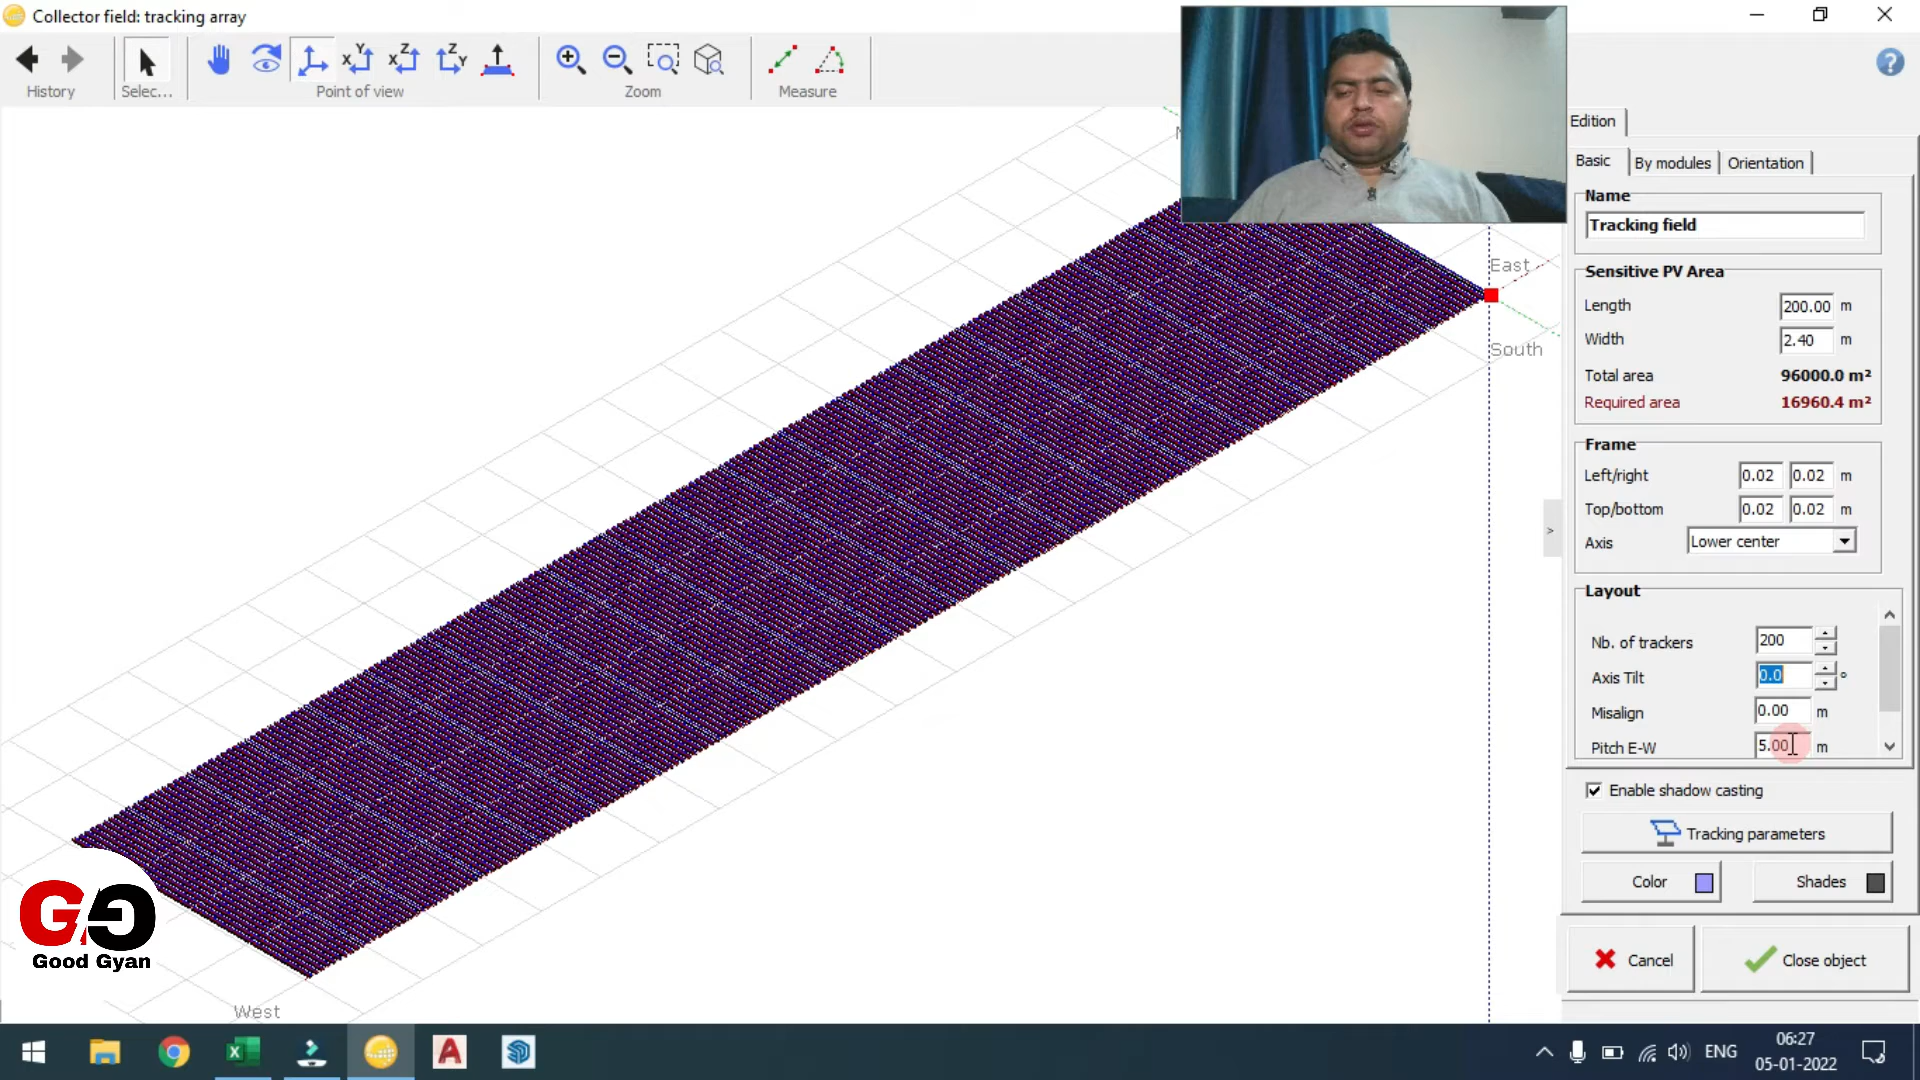 Collector field: tracking array
History
Selec...
Point of view
Zoom
Measure
East
South
West
Edition
Basic
By modules
Orientation
Name
Tracking field
Sensitive PV Area
Length 200.00 m
Width 2.40 m
Total area 96000.0 m²
Required area 16960.4 m²
Frame
Left/right 0.02 0.02 m
Top/bottom 0.02 0.02 m
Axis Lower center
Layout
Nb. of trackers 200
Axis Tilt 0.0 °
Misalign 0.00 m
Pitch E-W 5.00 m
Enable shadow casting
Tracking parameters
Color
Shades
Cancel
Close object
GG
Good Gyan
ENG
06:27
05-01-2022